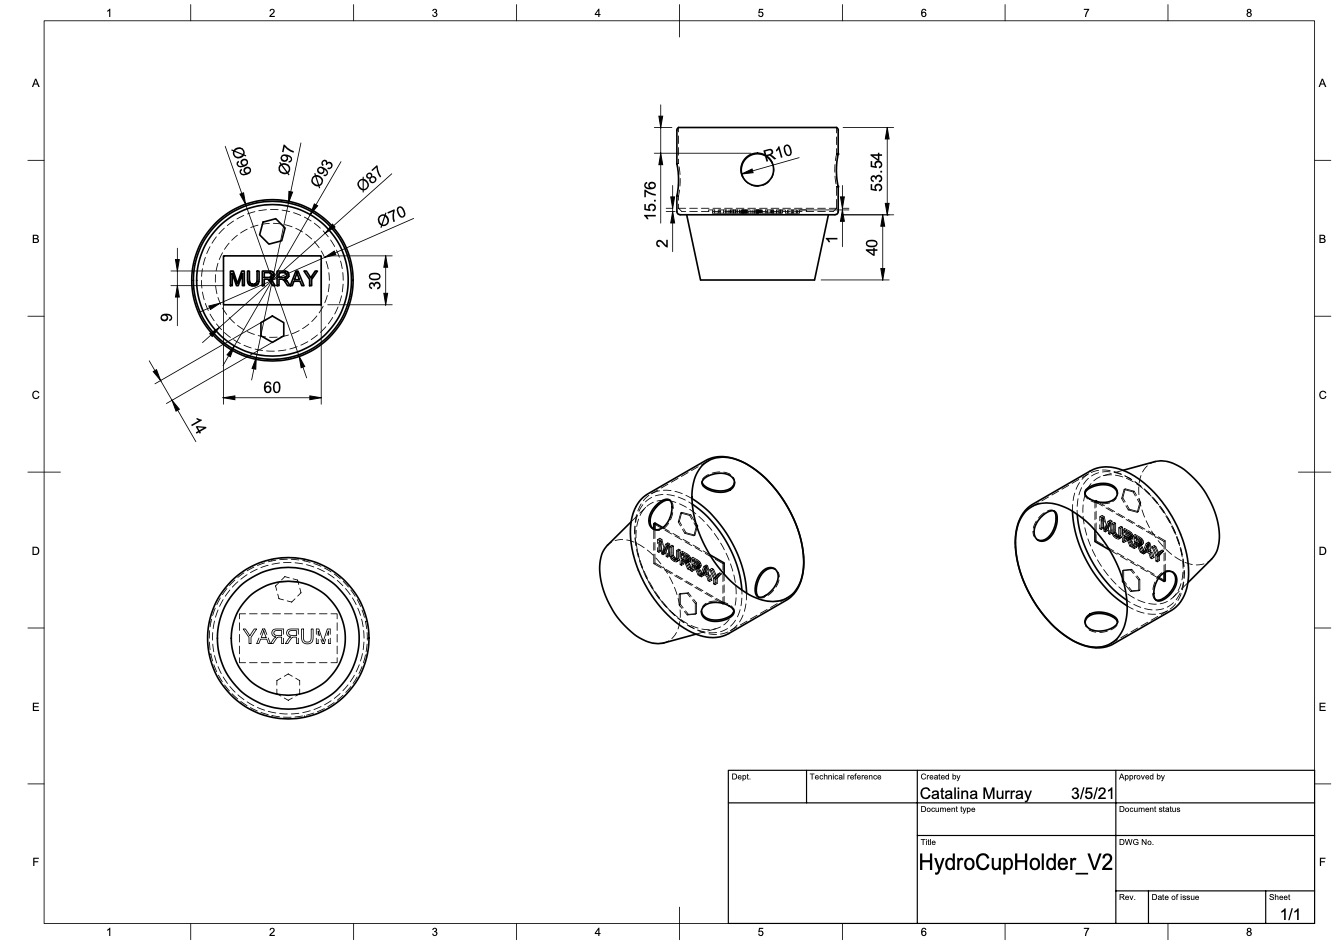 1 2 3 4 5 6 7 8
A A
Ø99 Ø97 Ø93 Ø87 Ø70
R10
15.76
53.54
B B
2 1 40
MURRAY
30
9
60
C C
14
MURRAY MURRAY
D D
MURRAY
E E
Dept. Technical reference Created by Approved by
Catalina Murray 3/5/21
Document type Document status
Title DWG No.
HydroCupHolder_V2
F F
Rev. Date of issue Sheet
1/1
1 2 3 4 5 6 7 8